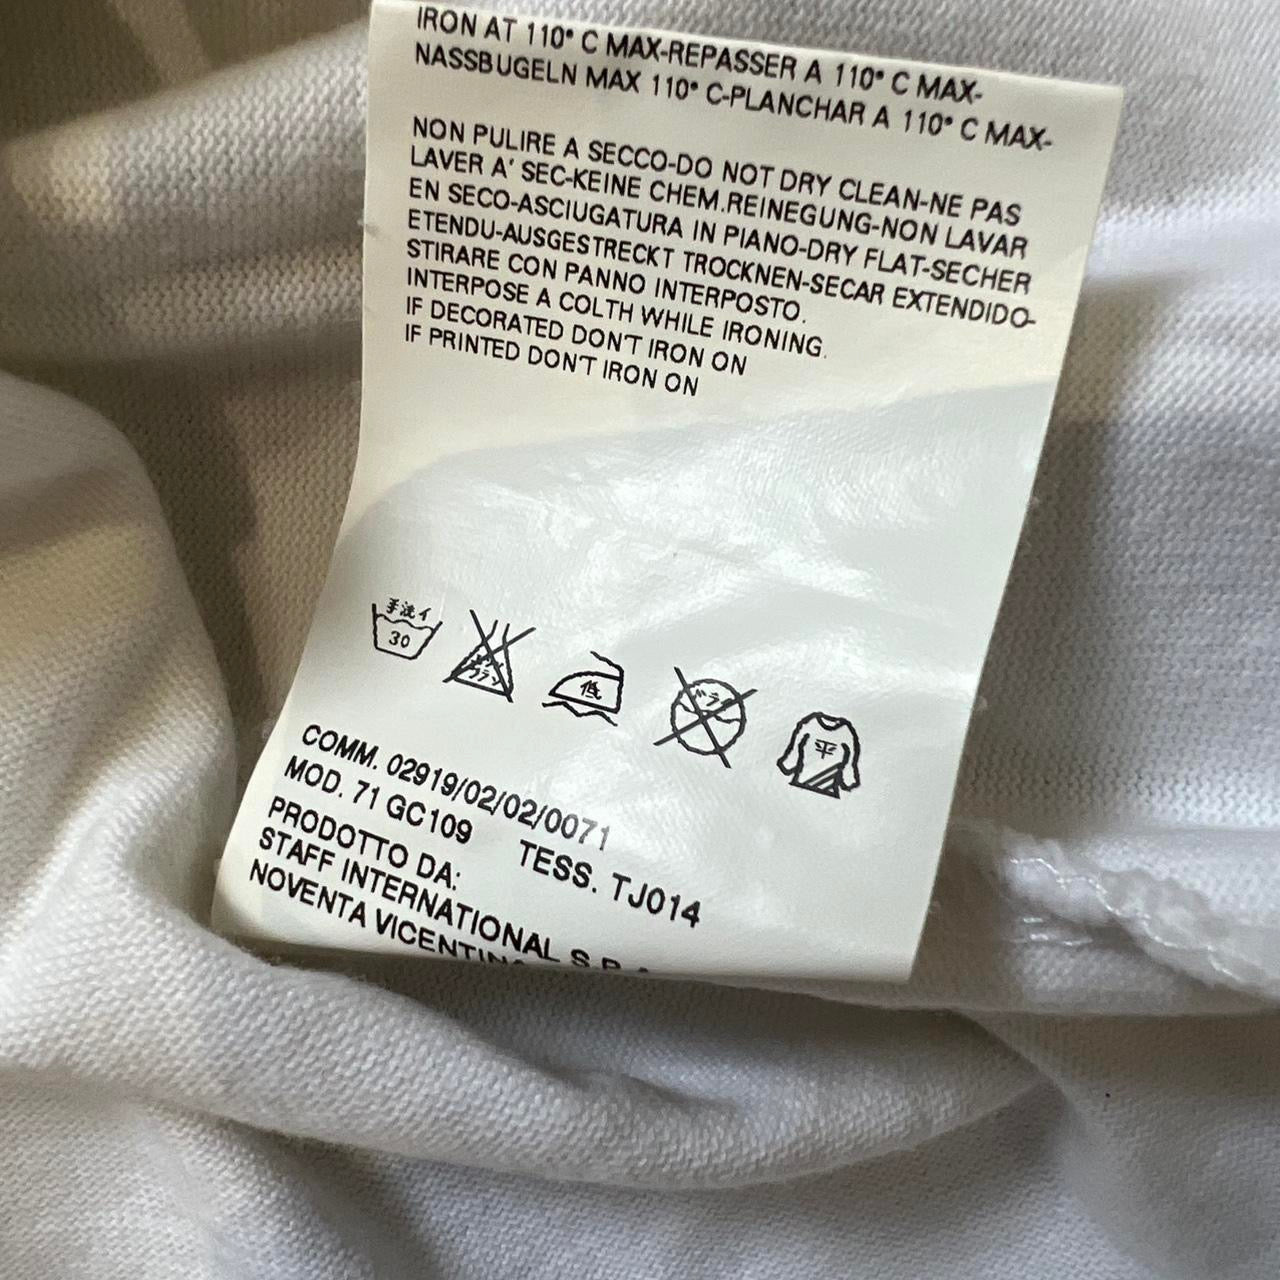 IRON AT 110° C MAX-REPASSER A 110° C MAX-
NASSBUGELN MAX 110° C-PLANCHAR A 110° C MAX-
NON PULIRE A SECCO-DO NOT DRY CLEAN-NE PAS
LAVER A' SEC-KEINE CHEM.REINEGUNG-NON LAVAR
EN SECO-ASCIUGATURA IN PIANO-DRY FLAT-SECHER
ETENDU-AUSGESTRECKT TROCKNEN-SECAR EXTENDIDO-
STIRARE CON PANNO INTERPOSTO.
INTERPOSE A COLTH WHILE IRONING.
IF DECORATED DON'T IRON ON
IF PRINTED DON'T IRON ON
手洗イ
30
低
平
COMM. 02919/02/02/0071
MOD. 71 GC109 TESS. TJ014
PRODOTTO DA:
STAFF INTERNATIONAL S.P.A.
NOVENTA VICENTINA